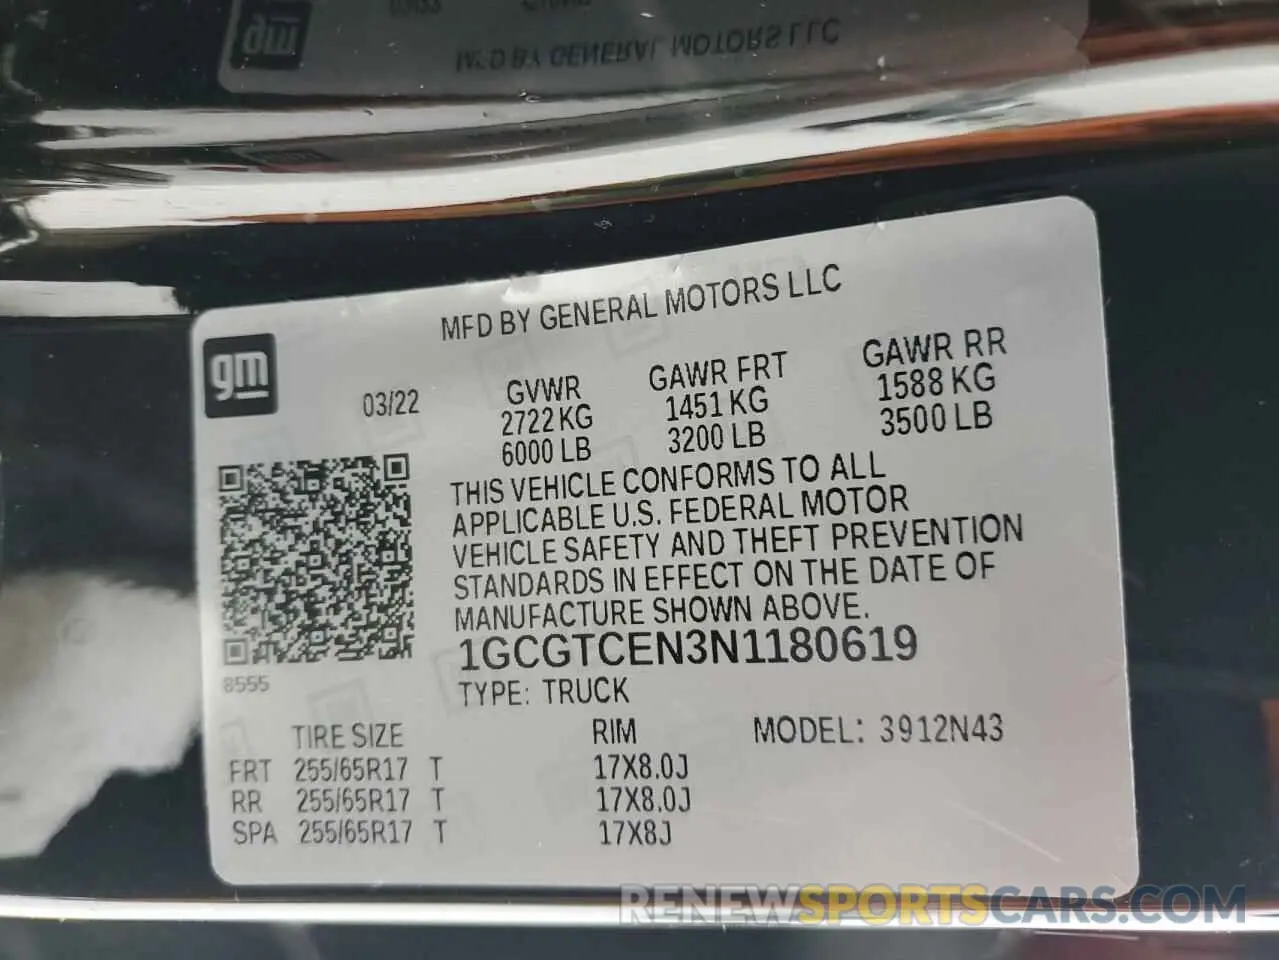 MFD BY GENERAL MOTORS LLC
gm
03/22
GVWR GAWR FRT GAWR RR
2722 KG 1451 KG 1588 KG
6000 LB 3200 LB 3500 LB
THIS VEHICLE CONFORMS TO ALL
APPLICABLE U.S. FEDERAL MOTOR
VEHICLE SAFETY AND THEFT PREVENTION
STANDARDS IN EFFECT ON THE DATE OF
MANUFACTURE SHOWN ABOVE.
1GCGTCEN3N1180619
8555
TYPE: TRUCK
TIRE SIZE RIM MODEL: 3912N43
FRT 255/65R17 T 17X8.0J
RR 255/65R17 T 17X8.0J
SPA 255/65R17 T 17X8J
RENEWSPORTSCARS.COM